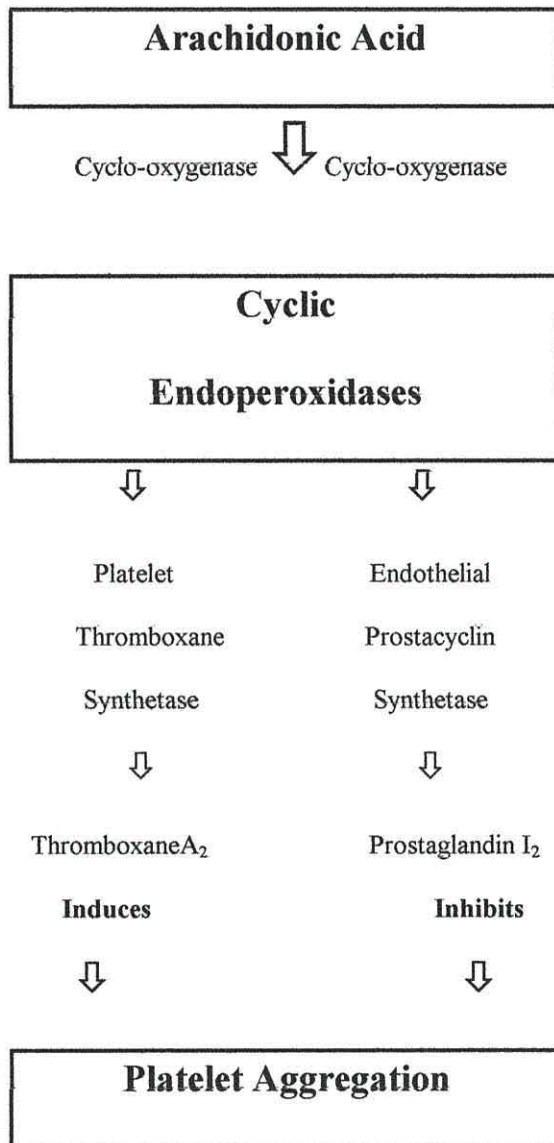 Arachidonic Acid
Cyclo-oxygenase Cyclo-oxygenase
Cyclic
Endoperoxidases
Platelet Endothelial
Thromboxane Prostacyclin
Synthetase Synthetase
ThromboxaneA₂ Prostaglandin I₂
Induces Inhibits
Platelet Aggregation